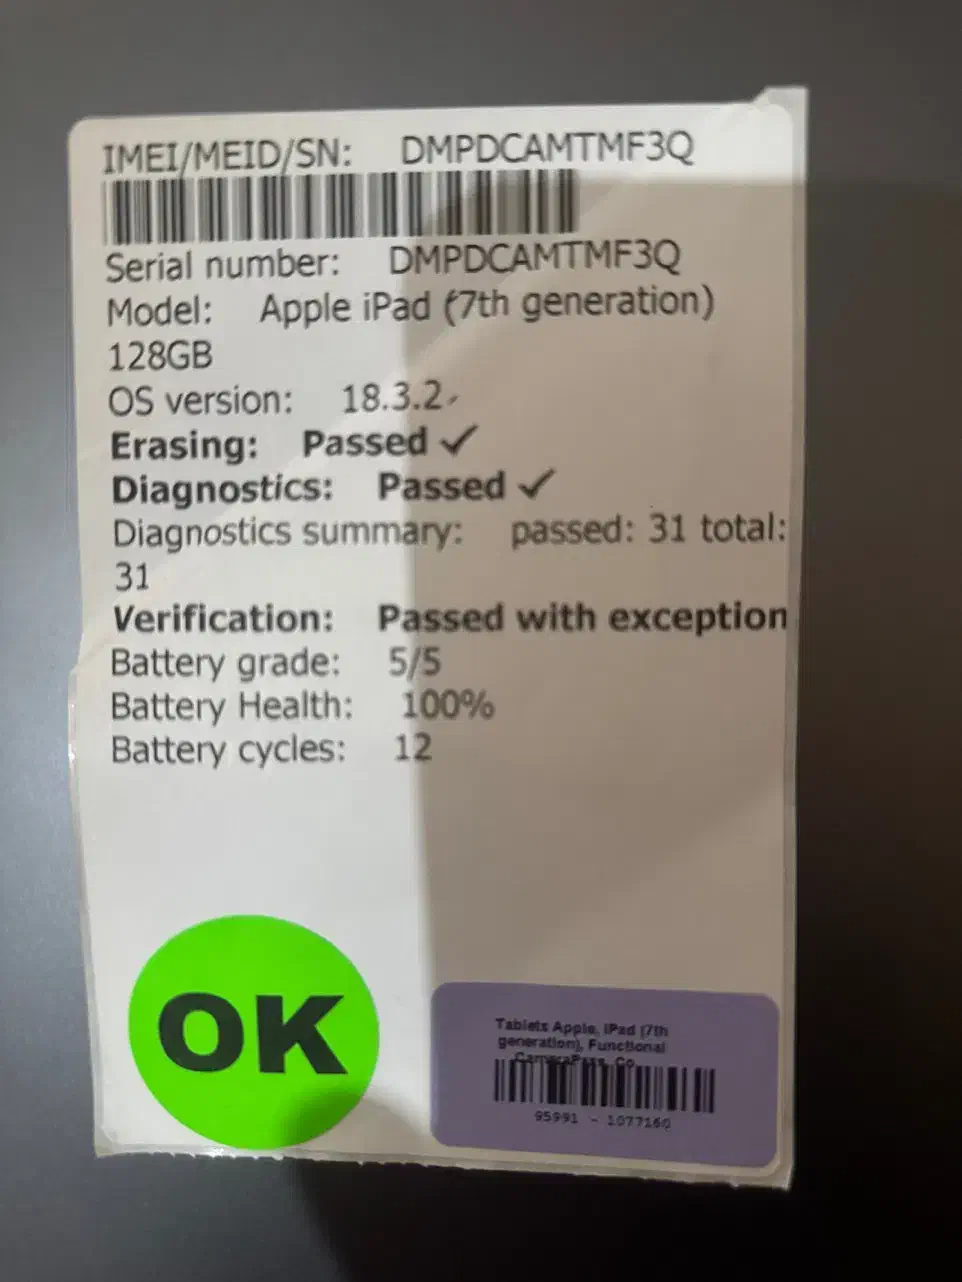 IMEI/MEID/SN: DMPDCAMTMF3Q
Serial number: DMPDCAMTMF3Q
Model: Apple iPad (7th generation)
128GB
OS version: 18.3.2
Erasing: Passed ✓
Diagnostics: Passed ✓
Diagnostics summary: passed: 31 total:
31
Verification: Passed with exception
Battery grade: 5/5
Battery Health: 100%
Battery cycles: 12
OK
Tablets Apple, iPad (7th
generation), Functional
95991 - 1077160